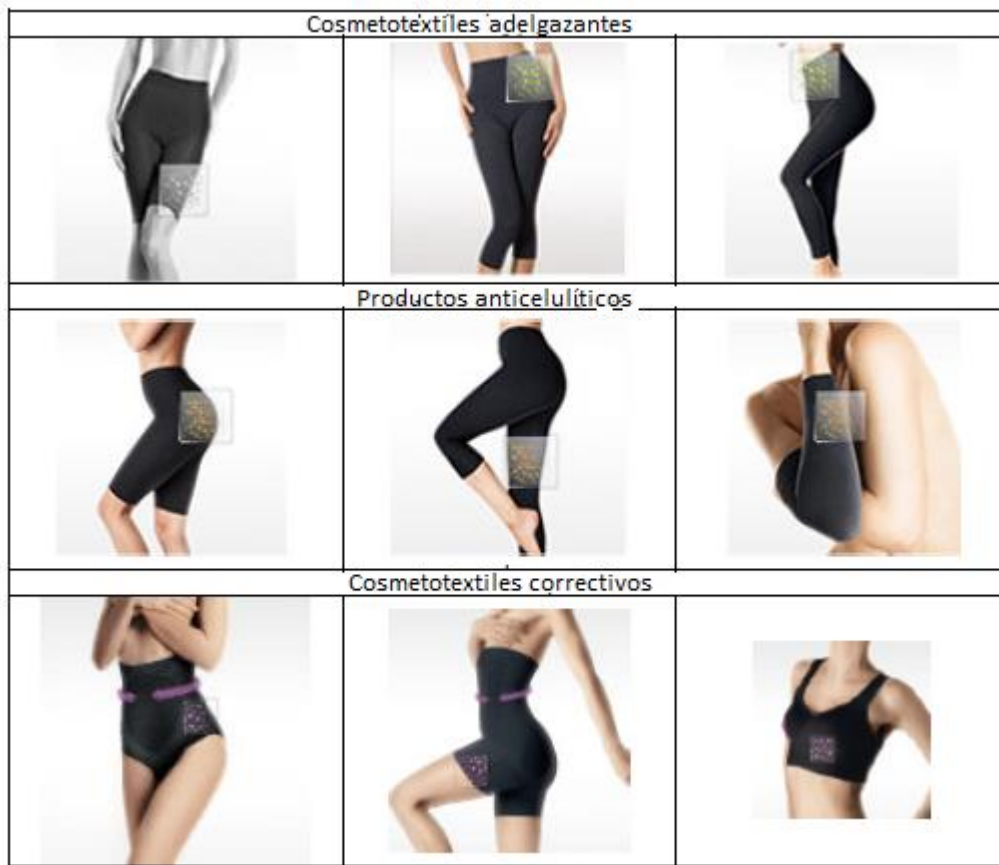 Cosmetotextiles adelgazantes
Productos anticelulíticos
Cosmetotextiles correctivos